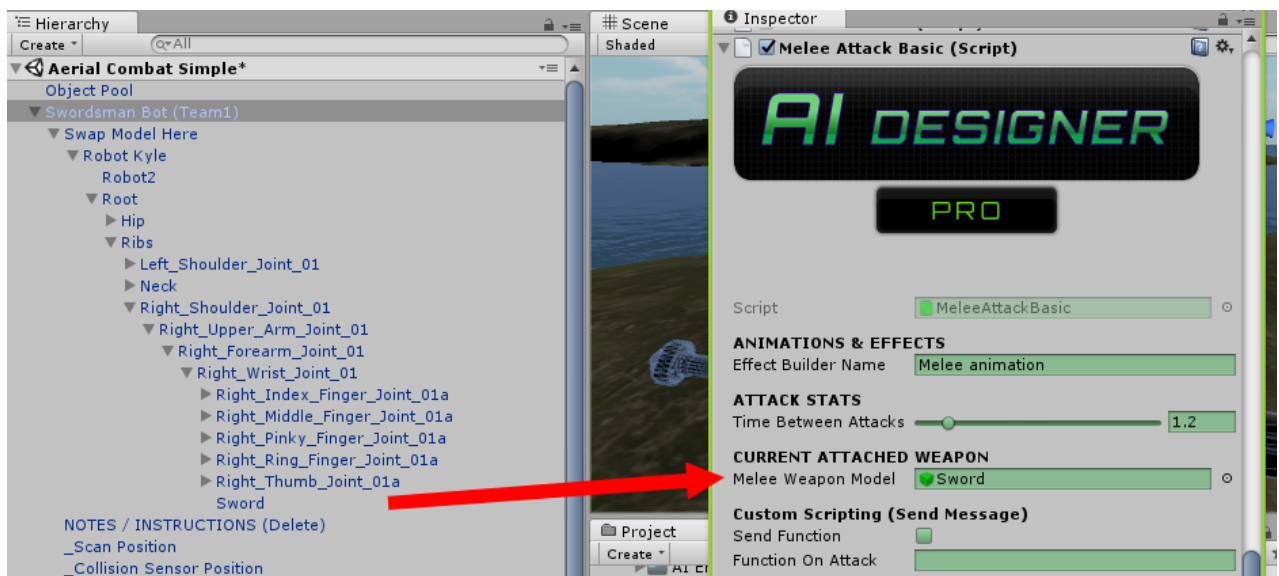 Hierarchy
Create
All
Aerial Combat Simple*
Object Pool
Swordsman Bot (Team1)
Swap Model Here
Robot Kyle
Robot2
Root
Hip
Ribs
Left_Shoulder_Joint_01
Neck
Right_Shoulder_Joint_01
Right_Upper_Arm_Joint_01
Right_Forearm_Joint_01
Right_Wrist_Joint_01
Right_Index_Finger_Joint_01a
Right_Middle_Finger_Joint_01a
Right_Pinky_Finger_Joint_01a
Right_Ring_Finger_Joint_01a
Right_Thumb_Joint_01a
Sword
NOTES / INSTRUCTIONS (Delete)
_Scan Position
_Collision Sensor Position
Scene
Shaded
Project
Create
Inspector
Melee Attack Basic (Script)
AI DESIGNER
PRO
Script MeleeAttackBasic
ANIMATIONS & EFFECTS
Effect Builder Name Melee animation
ATTACK STATS
Time Between Attacks 1.2
CURRENT ATTACHED WEAPON
Melee Weapon Model Sword
Custom Scripting (Send Message)
Send Function
Function On Attack